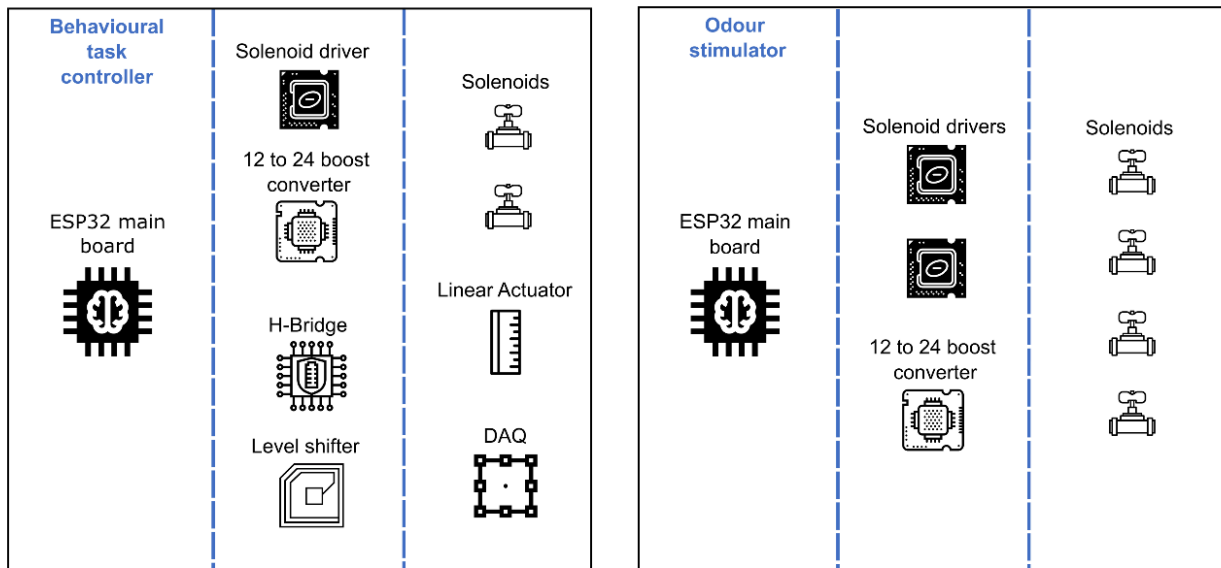 Behavioural
task
controller
ESP32 main
board
Solenoid driver
12 to 24 boost
converter
H-Bridge
Level shifter
Solenoids
Linear Actuator
DAQ
Odour
stimulator
ESP32 main
board
Solenoid drivers
12 to 24 boost
converter
Solenoids